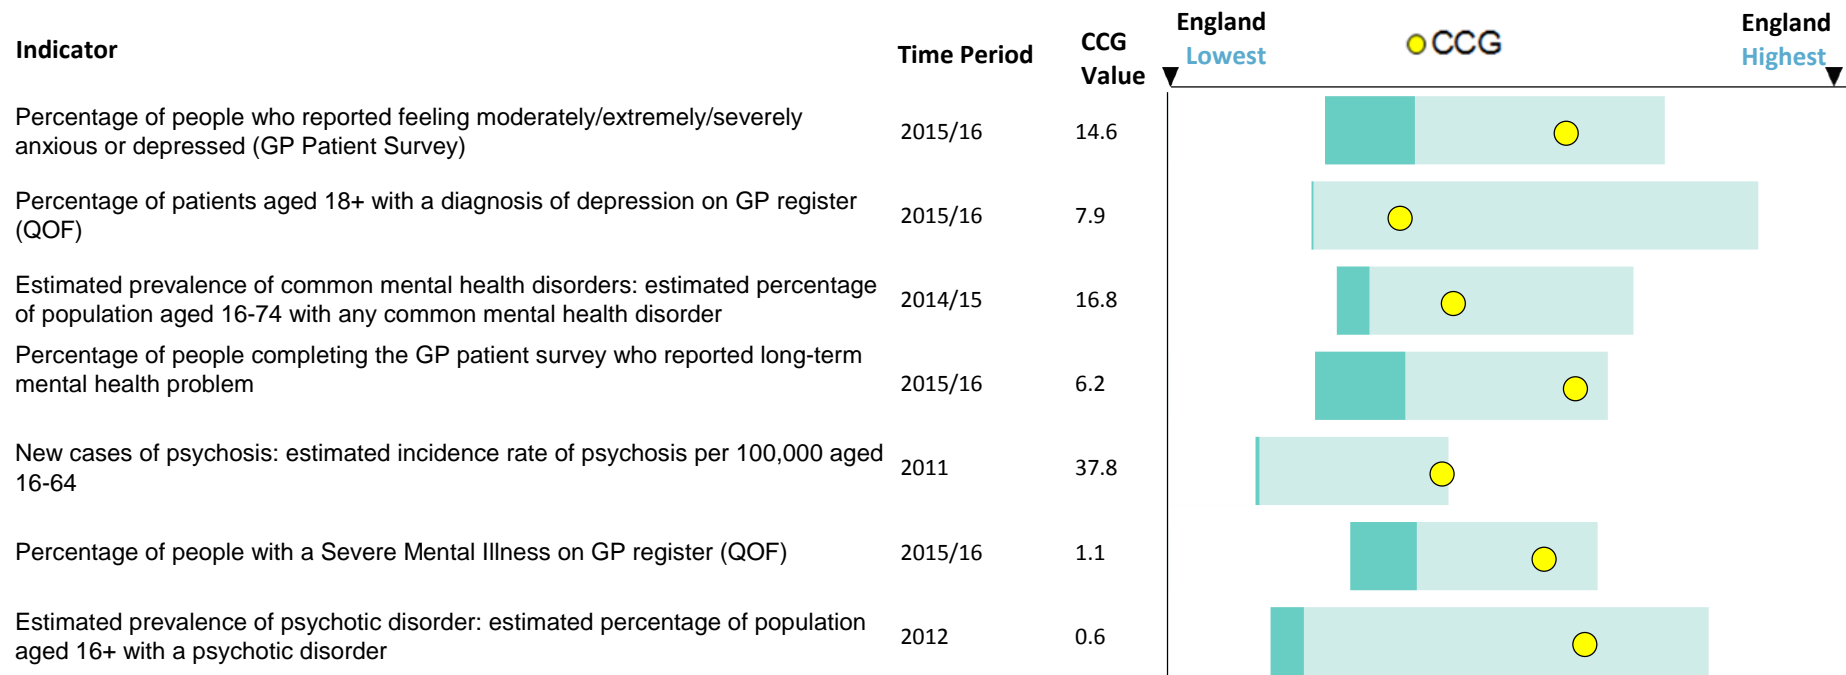 Indicator
Time Period
CCG
Value
England
Lowest
CCG
England
Highest
Percentage of people who reported feeling moderately/extremely/severely
anxious or depressed (GP Patient Survey)
2015/16
14.6
Percentage of patients aged 18+ with a diagnosis of depression on GP register
(QOF)
2015/16
7.9
Estimated prevalence of common mental health disorders: estimated percentage
of population aged 16-74 with any common mental health disorder
2014/15
16.8
Percentage of people completing the GP patient survey who reported long-term
mental health problem
2015/16
6.2
New cases of psychosis: estimated incidence rate of psychosis per 100,000 aged
16-64
2011
37.8
Percentage of people with a Severe Mental Illness on GP register (QOF)
2015/16
1.1
Estimated prevalence of psychotic disorder: estimated percentage of population
aged 16+ with a psychotic disorder
2012
0.6